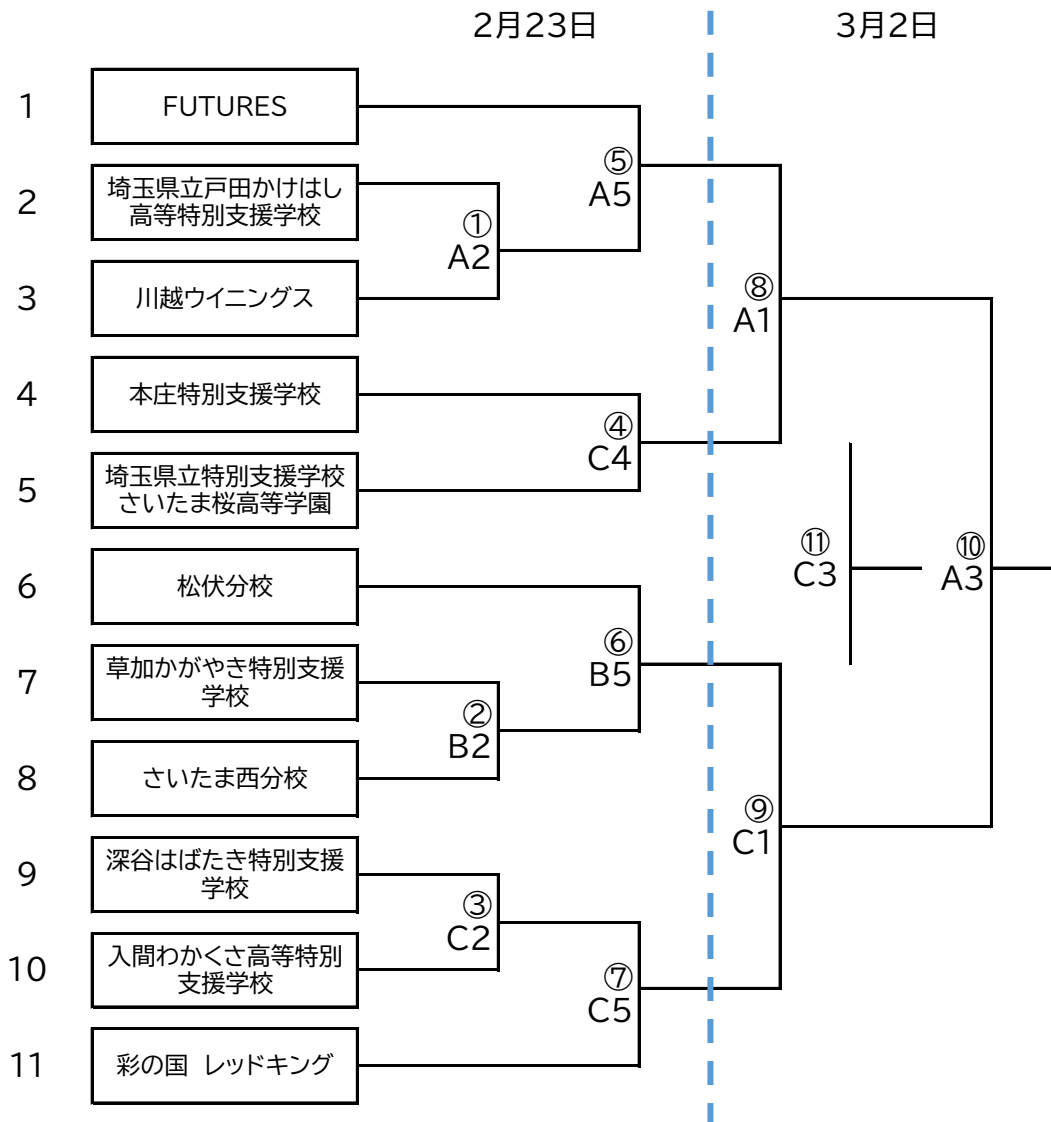 2月23日
3月2日
1
FUTURES
2
埼玉県立戸田かけはし
高等特別支援学校
3
川越ウイニングス
4
本庄特別支援学校
5
埼玉県立特別支援学校
さいたま桜高等学園
6
松伏分校
7
草加かがやき特別支援
学校
8
さいたま西分校
9
深谷はばたき特別支援
学校
10
入間わかくさ高等特別
支援学校
11
彩の国 レッドキング
①
A2
②
B2
③
C2
⑤
A5
④
C4
⑥
B5
⑦
C5
⑧
A1
⑨
C1
⑪
C3
⑩
A3